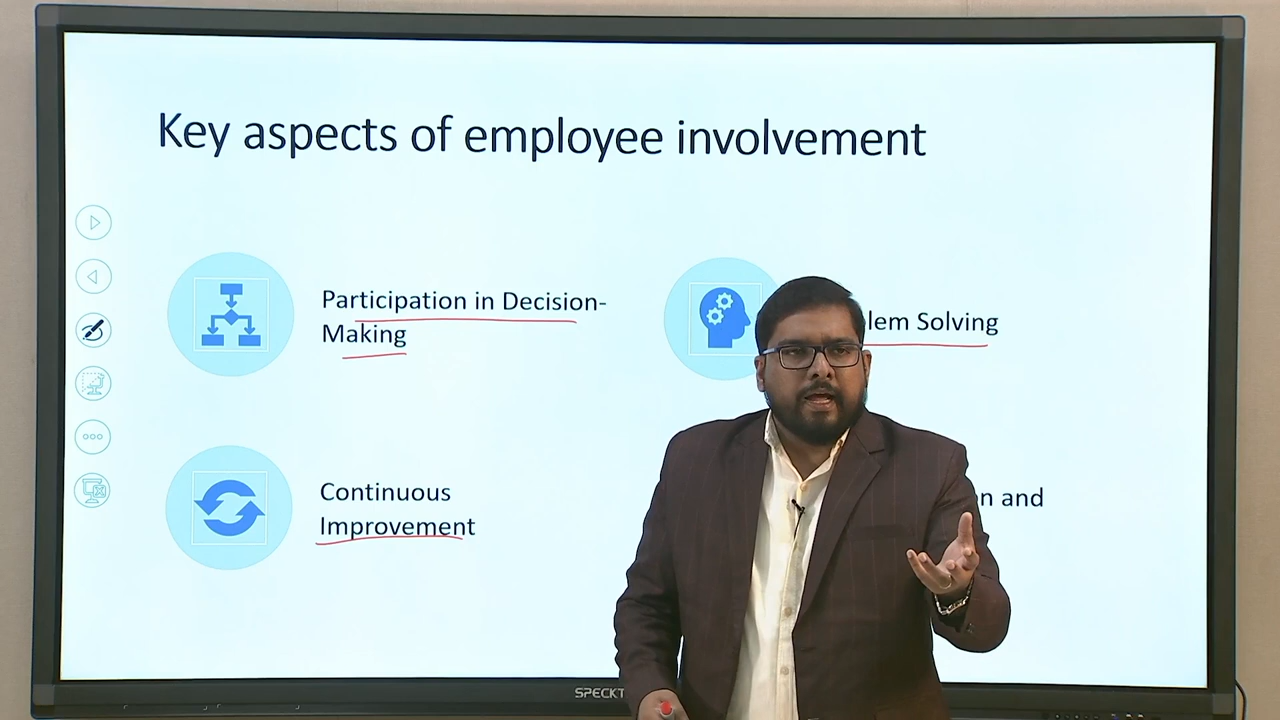 Key aspects of employee involvement
Participation in Decision-
Making
lem Solving
Continuous
Improvement
n and
SPECKT